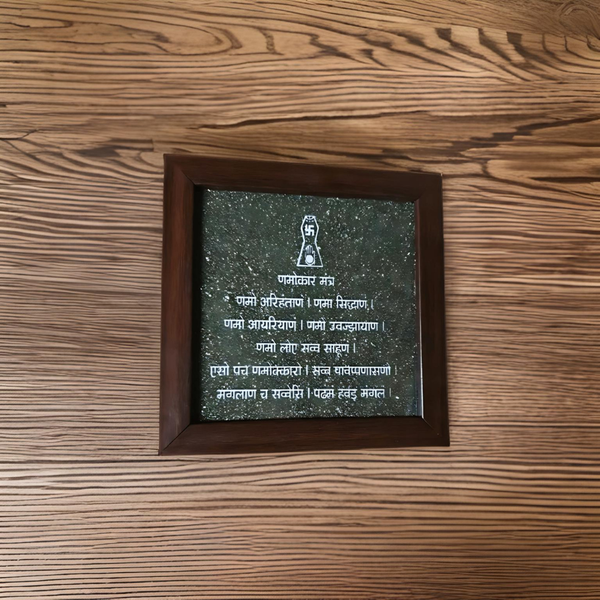 णमोकार मंत्र
णमो अरिहंताणं । णमो सिद्धाणं ।
णमो आयरियाणं । णमो उवज्झायाणं ।
णमो लोए सव्व साहूणं ।
एसो पंच णमोक्कारो । सव्व पावप्पणासणो ।
मंगलाण च सव्वेसिं । पढम हवइ मंगलं ।